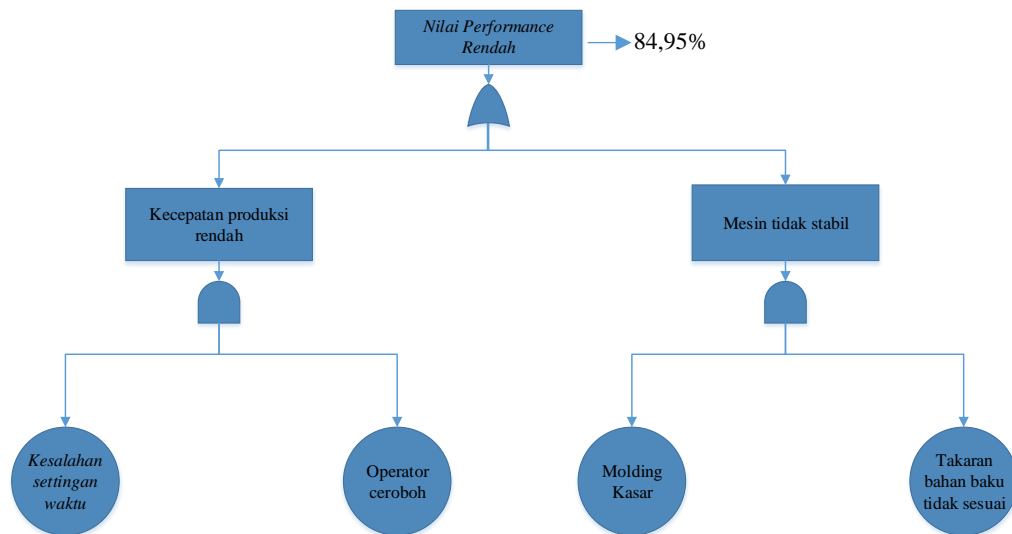 Nilai Performance
Rendah
84,95%
Kecepatan produksi
rendah
Mesin tidak stabil
Kesalahan
settingan
waktu
Operator
ceroboh
Molding
Kasar
Takaran
bahan baku
tidak sesuai